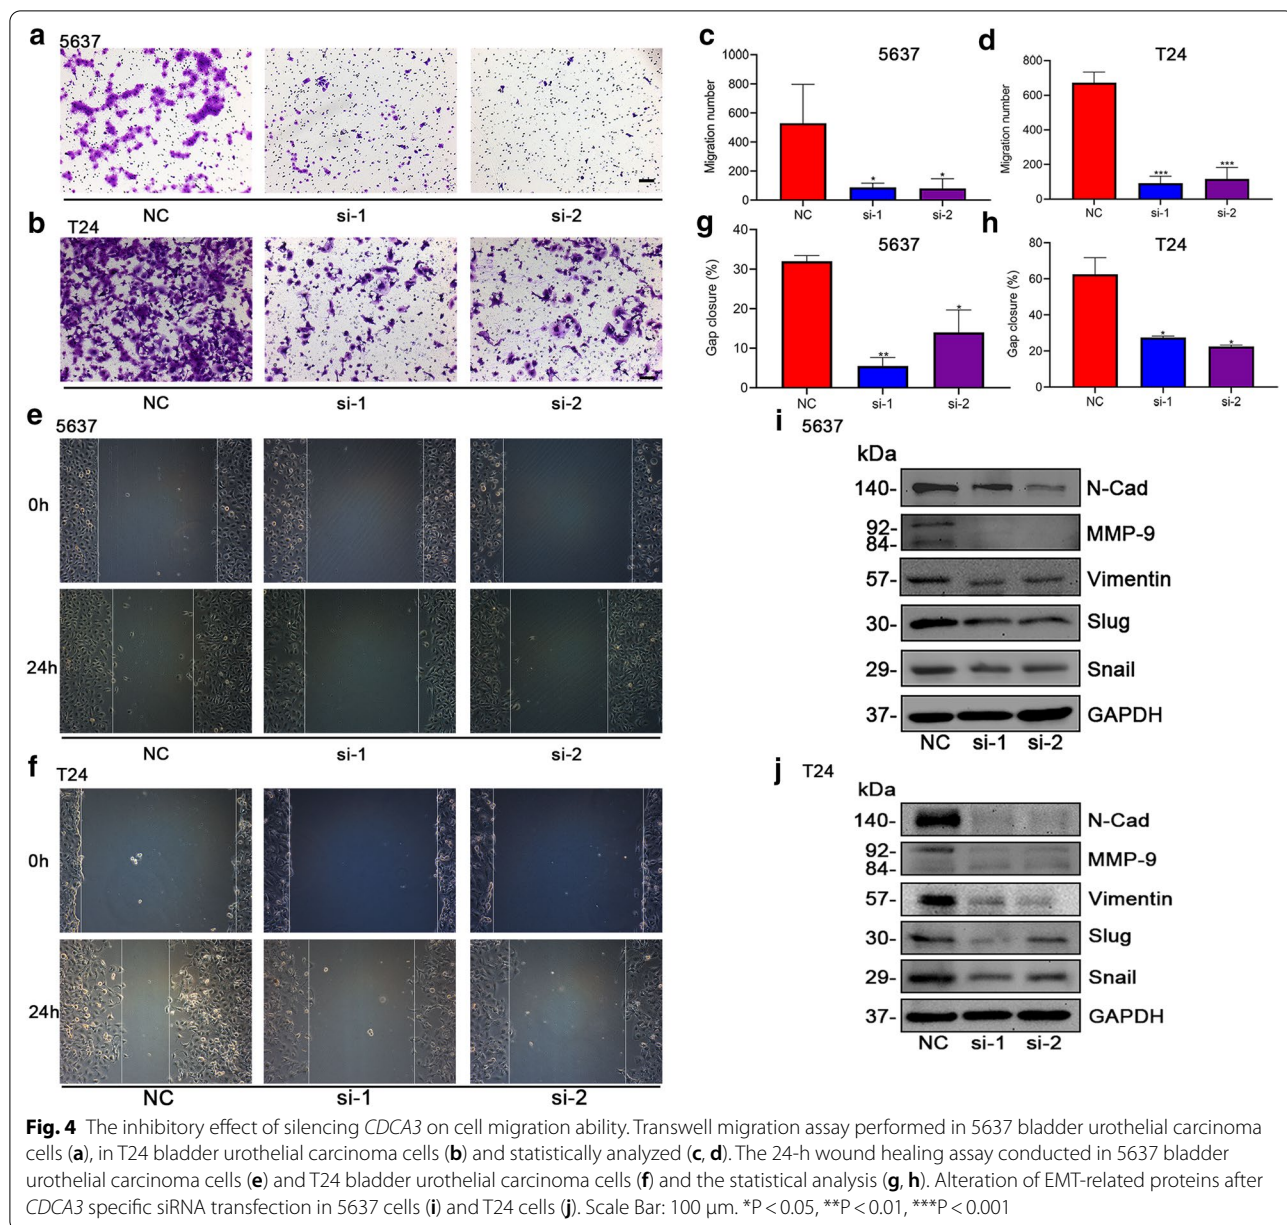 a
5637
NC si-1 si-2
b
T24
NC si-1 si-2
c
5637
Migration number
1000
800
600
400
200
0
* *
NC si-1 si-2
d
T24
Migration number
800
600
400
200
0
*** ***
NC si-1 si-2
g
5637
Gap closure (%)
40
30
20
10
0
** *
NC si-1 si-2
h
T24
Gap closure (%)
80
60
40
20
0
* *
NC si-1 si-2
e
5637
0h
24h
NC si-1 si-2
f
T24
0h
24h
NC si-1 si-2
i 5637
kDa
140- N-Cad
92-
84- MMP-9
57- Vimentin
30- Slug
29- Snail
37- GAPDH
NC si-1 si-2
j T24
kDa
140- N-Cad
92-
84- MMP-9
57- Vimentin
30- Slug
29- Snail
37- GAPDH
NC si-1 si-2
Fig. 4 The inhibitory effect of silencing CDCA3 on cell migration ability. Transwell migration assay performed in 5637 bladder urothelial carcinoma
cells (a), in T24 bladder urothelial carcinoma cells (b) and statistically analyzed (c, d). The 24-h wound healing assay conducted in 5637 bladder
urothelial carcinoma cells (e) and T24 bladder urothelial carcinoma cells (f) and the statistical analysis (g, h). Alteration of EMT-related proteins after
CDCA3 specific siRNA transfection in 5637 cells (i) and T24 cells (j). Scale Bar: 100 μm. *P < 0.05, **P < 0.01, ***P < 0.001